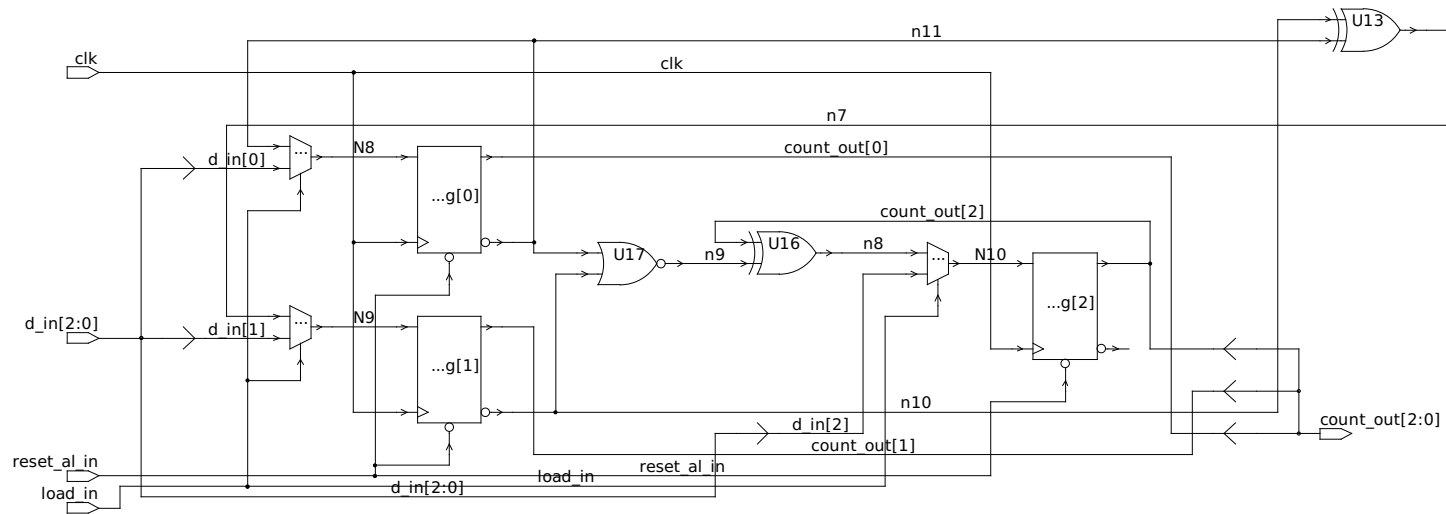 U13
n11
clk
clk
n7
N8
count_out[0]
d_in[0]
...
...g[0]
count_out[2]
U17
U16
n8
n9
...
N10
...g[2]
d_in[2:0]
d_in[1]
...
N9
...g[1]
n10
count_out[2:0]
d_in[2]
count_out[1]
reset_al_in
reset_al_in
load_in
load_in
d_in[2:0]